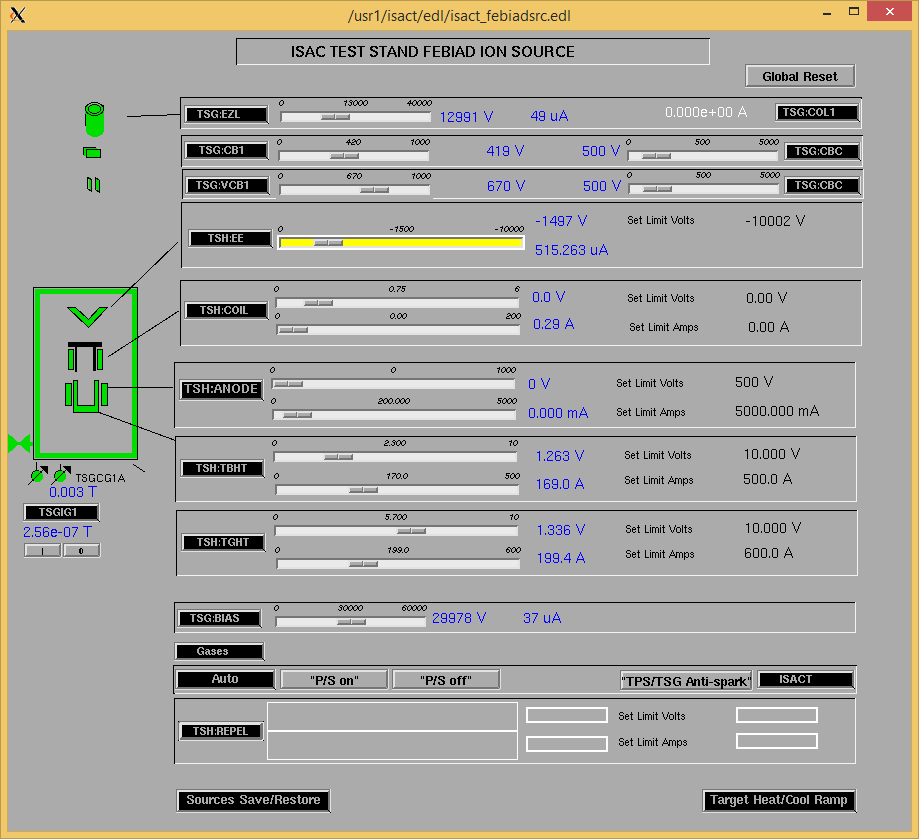 /usr1/isact/edl/isact_febiadsrc.edl
ISAC TEST STAND FEBIAD ION SOURCE
Global Reset
TSG:EZL 0 13000 40000 12991 V 49 uA 0.000e+00 A TSG:COL1
TSG:CB1 0 420 1000 419 V 500 V 0 500 5000 TSG:CBC
TSG:VCB1 0 670 1000 670 V 500 V 0 500 5000 TSG:CBC
TSH:EE 0 -1500 -10000 -1497 V Set Limit Volts -10002 V
515.263 uA
TSH:COIL 0 0.75 6 0.0 V Set Limit Volts 0.00 V
0 0.00 200 0.29 A Set Limit Amps 0.00 A
TSH:ANODE 0 0 1000 0 V Set Limit Volts 500 V
0 200.000 5000 0.000 mA Set Limit Amps 5000.000 mA
TSH:TBHT 0 2.300 10 1.263 V Set Limit Volts 10.000 V
0 170.0 500 169.0 A Set Limit Amps 500.0 A
TSGCG1A
0.003 T
TSGIG1
2.56e-07 T
I 0
TSH:TGHT 0 5.700 10 1.336 V Set Limit Volts 10.000 V
0 199.0 600 199.4 A Set Limit Amps 600.0 A
TSG:BIAS 0 30000 60000 29978 V 37 uA
Gases
Auto "P/S on" "P/S off" "TPS/TSG Anti-spark" ISACT
TSH:REPEL Set Limit Volts
Set Limit Amps
Sources Save/Restore Target Heat/Cool Ramp